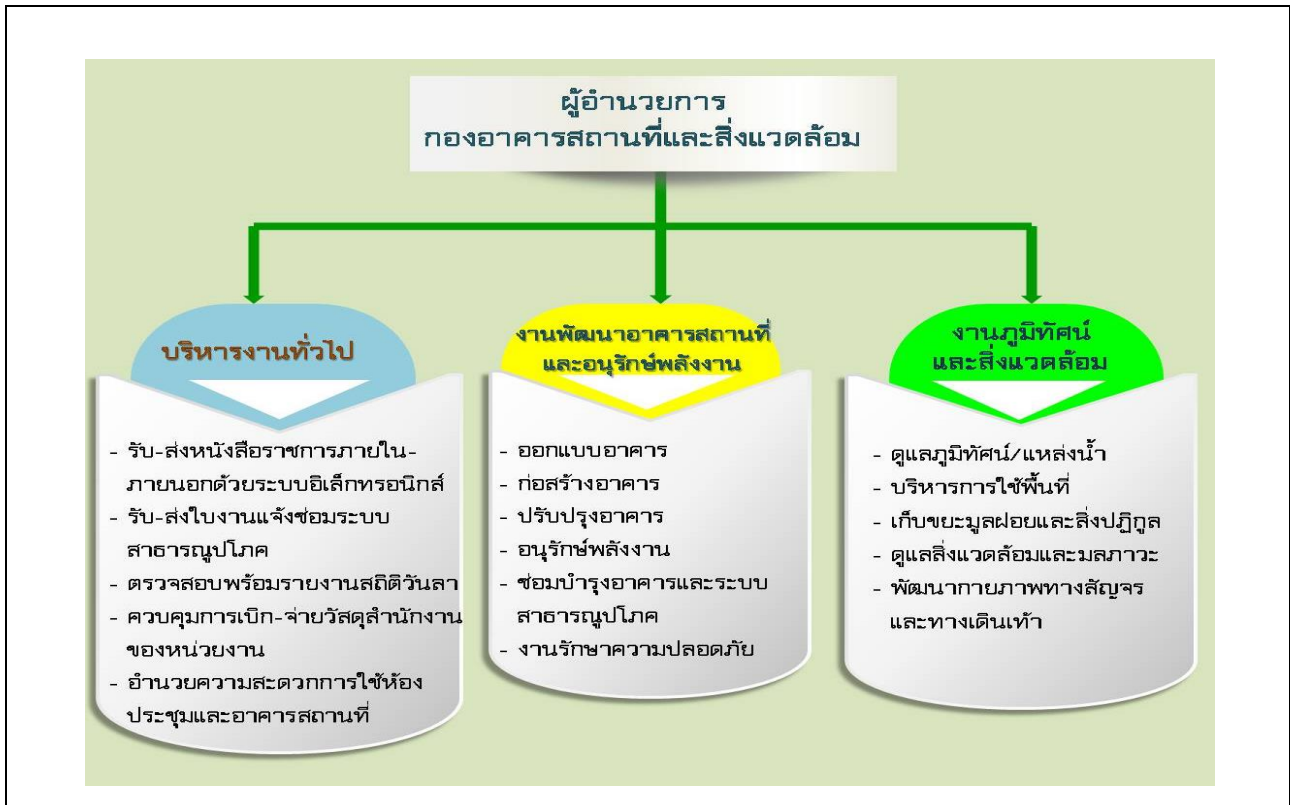 ผู้อำนวยการ
กองอาคารสถานที่และสิ่งแวดล้อม
บริหารงานทั่วไป
- รับ-ส่งหนังสือราชการภายใน-
ภายนอกด้วยระบบอิเล็กทรอนิกส์
- รับ-ส่งใบงานแจ้งซ่อมระบบ
สาธารณูปโภค
- ตรวจสอบพร้อมรายงานสถิติวันลา
- ควบคุมการเบิก-จ่ายวัสดุสำนักงาน
ของหน่วยงาน
- อำนวยความสะดวกการใช้ห้อง
ประชุมและอาคารสถานที่
งานพัฒนาอาคารสถานที่
และอนุรักษ์พลังงาน
- ออกแบบอาคาร
- ก่อสร้างอาคาร
- ปรับปรุงอาคาร
- อนุรักษ์พลังงาน
- ซ่อมบำรุงอาคารและระบบ
สาธารณูปโภค
- งานรักษาความปลอดภัย
งานภูมิทัศน์
และสิ่งแวดล้อม
- ดูแลภูมิทัศน์/แหล่งน้ำ
- บริหารการใช้พื้นที่
- เก็บขยะมูลฝอยและสิ่งปฏิกูล
- ดูแลสิ่งแวดล้อมและมลภาวะ
- พัฒนากายภาพทางสัญจร
และทางเดินเท้า